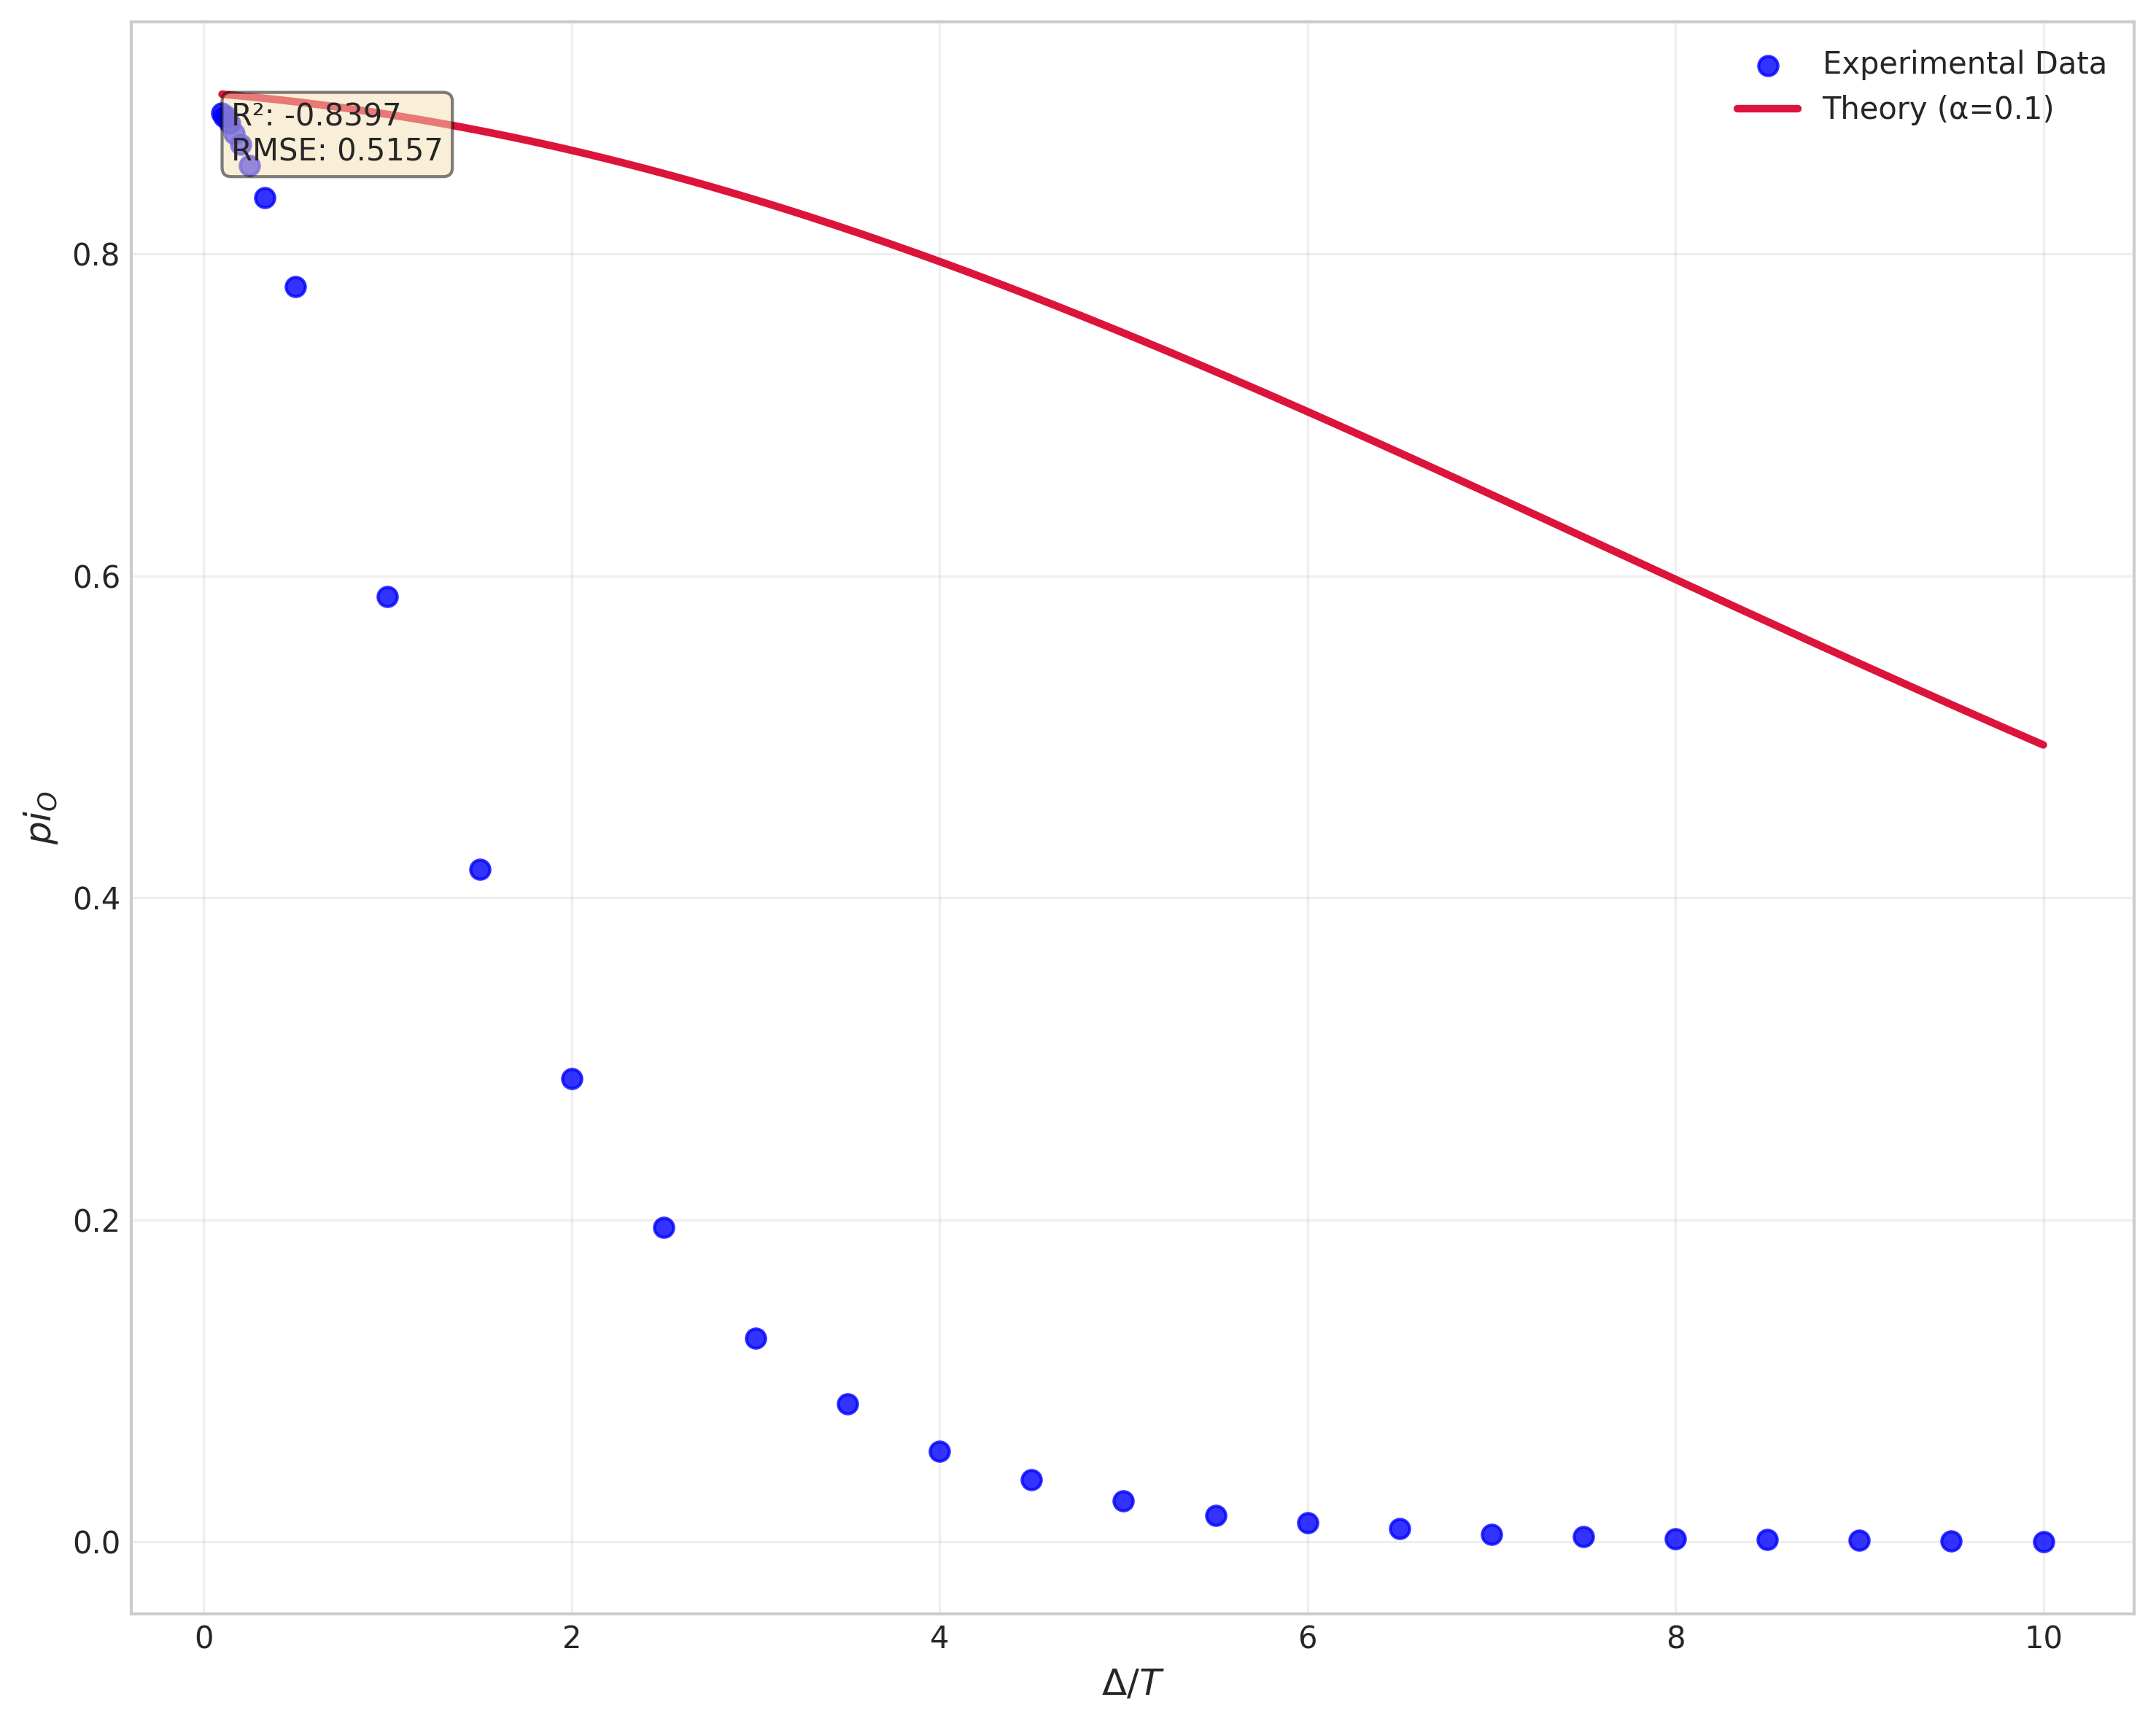 Experimental Data
Theory (α=0.1)
R²: -0.8397
RMSE: 0.5157
0.8
0.6
0.4
0.2
0.0
pi_O
0 2 4 6 8 10
Δ/T